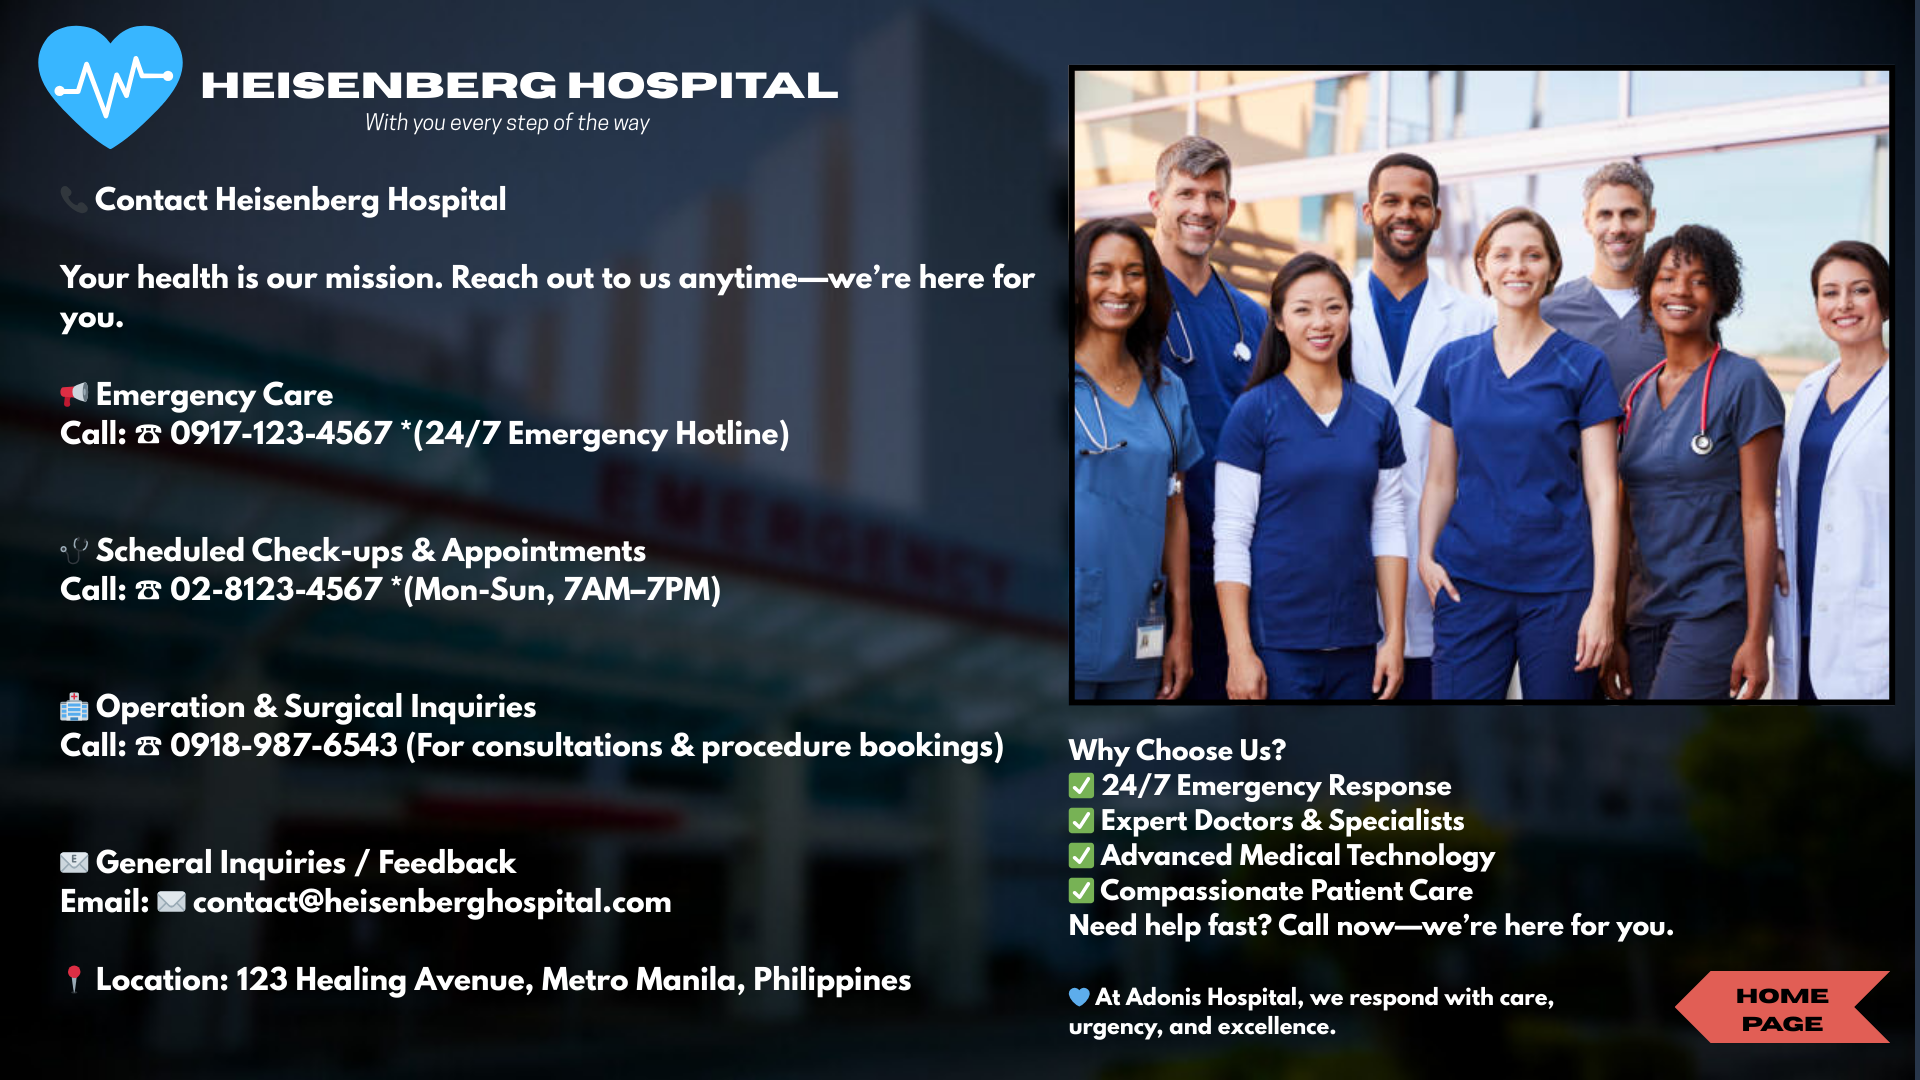 HEISENBERG HOSPITAL
With you every step of the way
📞 Contact Heisenberg Hospital
Your health is our mission. Reach out to us anytime—we’re here for
you.
📢 Emergency Care
Call: ☎ 0917-123-4567 *(24/7 Emergency Hotline)
🩺 Scheduled Check-ups & Appointments
Call: ☎ 02-8123-4567 *(Mon-Sun, 7AM–7PM)
🏥 Operation & Surgical Inquiries
Call: ☎ 0918-987-6543 (For consultations & procedure bookings)
📧 General Inquiries / Feedback
Email: ✉️ contact@heisenberghospital.com
📍 Location: 123 Healing Avenue, Metro Manila, Philippines
EMERGENCY
Why Choose Us?
✅ 24/7 Emergency Response
✅ Expert Doctors & Specialists
✅ Advanced Medical Technology
✅ Compassionate Patient Care
Need help fast? Call now—we’re here for you.
💙 At Adonis Hospital, we respond with care,
urgency, and excellence.
HOME
PAGE